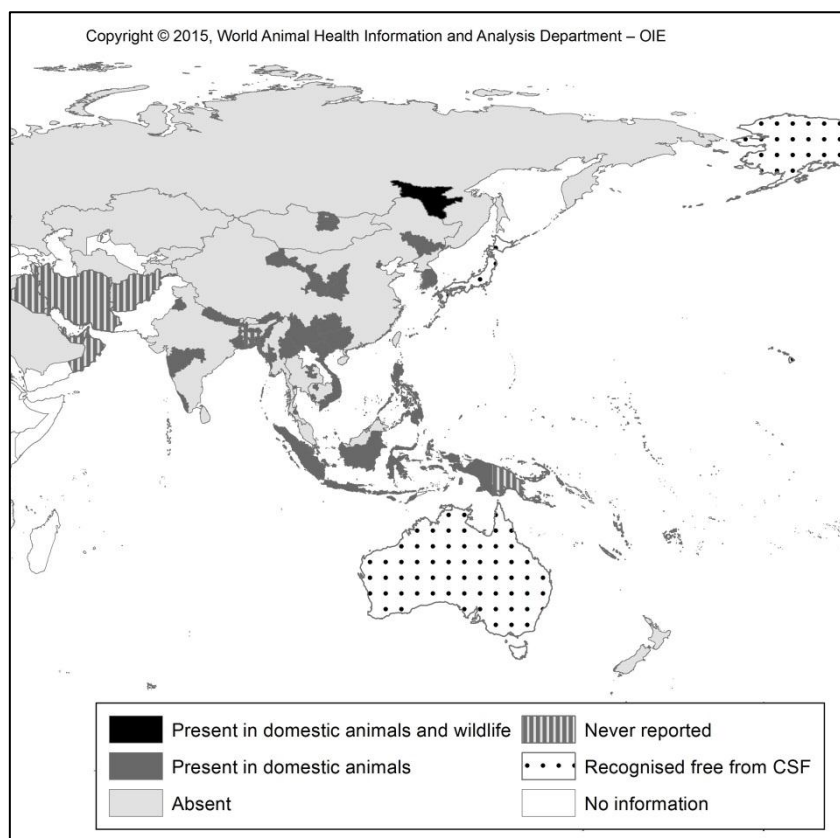 Copyright © 2015, World Animal Health Information and Analysis Department – OIE
Present in domestic animals and wildlife
Never reported
Present in domestic animals
Recognised free from CSF
Absent
No information